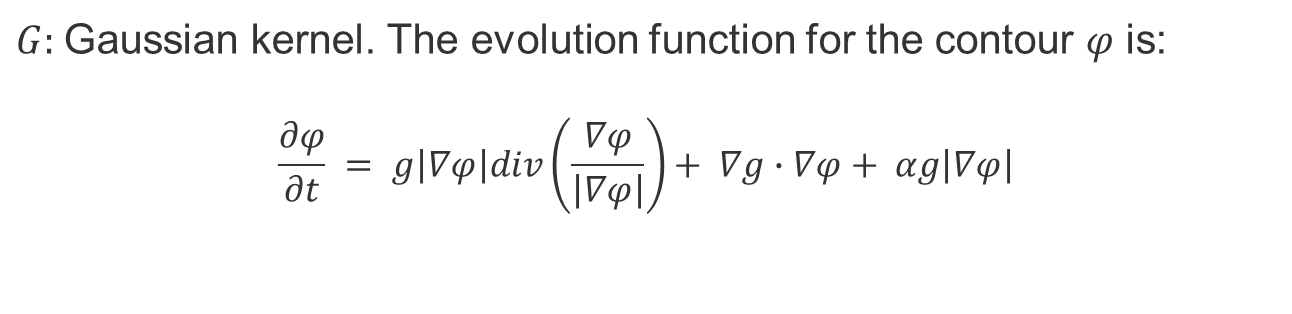 G: Gaussian kernel. The evolution function for the contour φ is:
∂φ/∂t = g|∇φ|div(∇φ/|∇φ|) + ∇g · ∇φ + αg|∇φ|